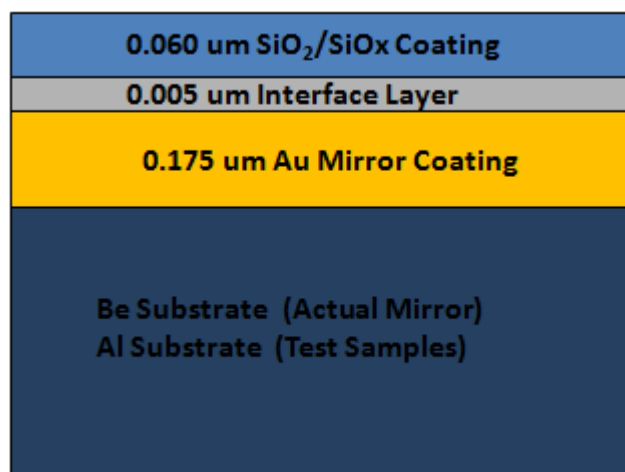 0.060 um SiO₂/SiOx Coating
0.005 um Interface Layer
0.175 um Au Mirror Coating
Be Substrate (Actual Mirror)
Al Substrate (Test Samples)